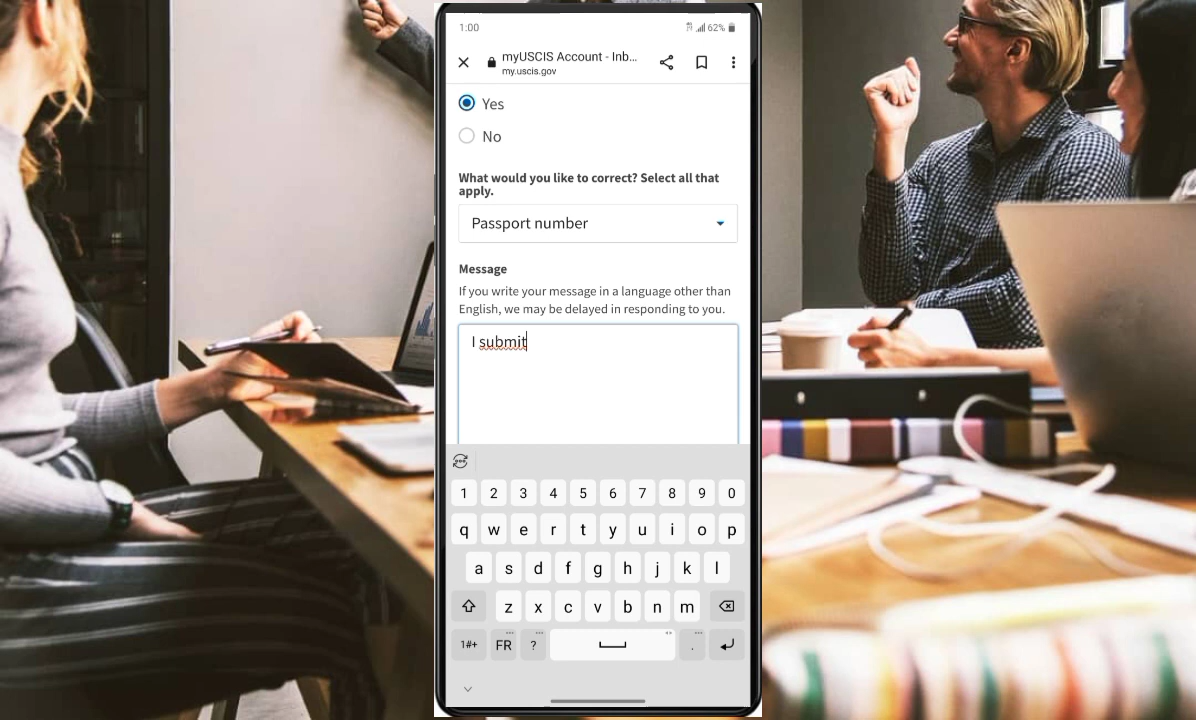 1:00
62%
myUSCIS Account - Inb...
my.uscis.gov
Yes
No
What would you like to correct? Select all that
apply.
Passport number
Message
If you write your message in a language other than
English, we may be delayed in responding to you.
I submit
1 2 3 4 5 6 7 8 9 0
q w e r t y u i o p
a s d f g h j k l
z x c v b n m
1#+ FR ? .